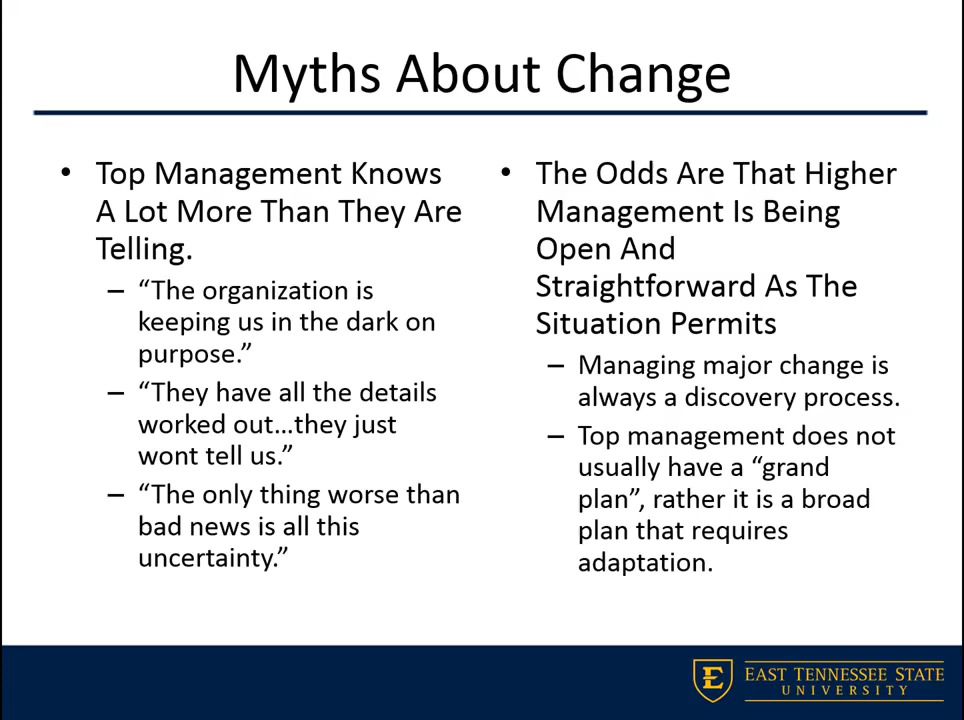 Myths About Change
• Top Management Knows
A Lot More Than They Are
Telling.
– “The organization is
keeping us in the dark on
purpose.”
– “They have all the details
worked out…they just
wont tell us.”
– “The only thing worse than
bad news is all this
uncertainty.”
• The Odds Are That Higher
Management Is Being
Open And
Straightforward As The
Situation Permits
– Managing major change is
always a discovery process.
– Top management does not
usually have a “grand
plan”, rather it is a broad
plan that requires
adaptation.
E
EAST TENNESSEE STATE
UNIVERSITY